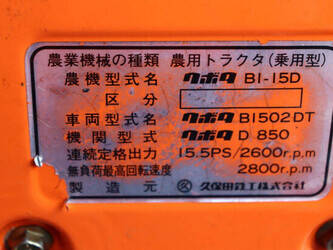 農業機械の種類 農用トラクタ(乗用型)
農機型式名 クボタ B1-15D
区分
車両型式名 クボタ B1502DT
機関型式 クボタ D 850
連続定格出力 15.5PS/2600r.p.m
無負荷最高回転速度 2800r.p.m
製造元 久保田鉄工株式会社